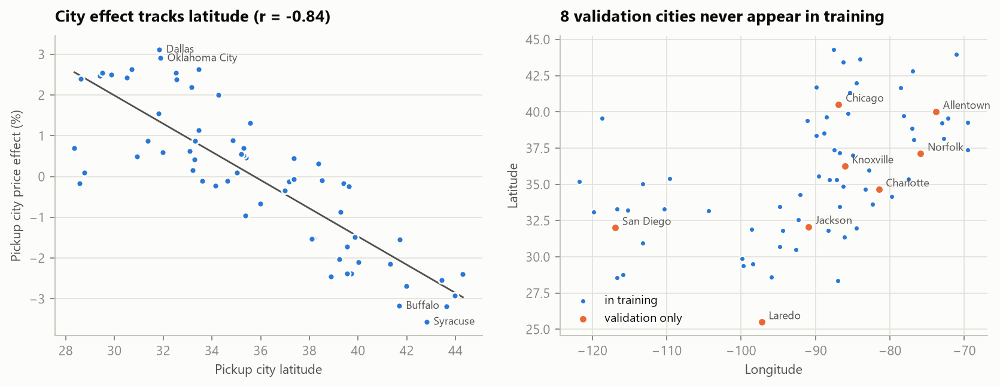 City effect tracks latitude (r = -0.84)
Pickup city price effect (%)
3
2
1
0
−1
−2
−3
Dallas
Oklahoma City
Buffalo
Syracuse
28 30 32 34 36 38 40 42 44
Pickup city latitude
8 validation cities never appear in training
Latitude
45.0
42.5
40.0
37.5
35.0
32.5
30.0
27.5
25.0
Chicago
Allentown
Norfolk
Knoxville
Charlotte
San Diego
Jackson
Laredo
in training
validation only
−120 −110 −100 −90 −80 −70
Longitude